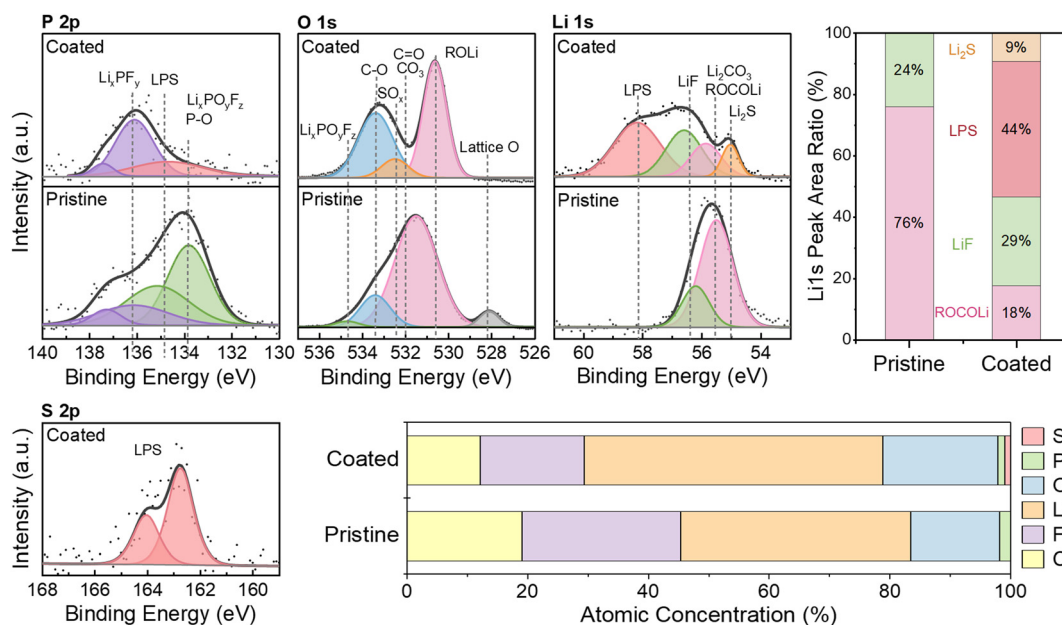 P 2p
Coated
LiₓPFᵧ
LPS
LiₓPOᵧF_z
P-O
Pristine
140 138 136 134 132 130
Binding Energy (eV)
Intensity (a.u.)
O 1s
Coated
LiₓPOᵧF_z
C-O
SOₓ
C=O
CO₃
ROLi
Lattice O
Pristine
536 534 532 530 528 526
Binding Energy (eV)
Li 1s
Coated
LPS
LiF
Li₂CO₃
ROCOLi
Li₂S
Pristine
60 58 56 54
Binding Energy (eV)
Li1s Peak Area Ratio (%)
100
80
60
40
20
0
24%
76%
Li₂S
LPS
LiF
ROCOLi
9%
44%
29%
18%
Pristine Coated
S 2p
Coated
LPS
Intensity (a.u.)
168 166 164 162 160
Binding Energy (eV)
Coated
Pristine
0 20 40 60 80 100
Atomic Concentration (%)
S